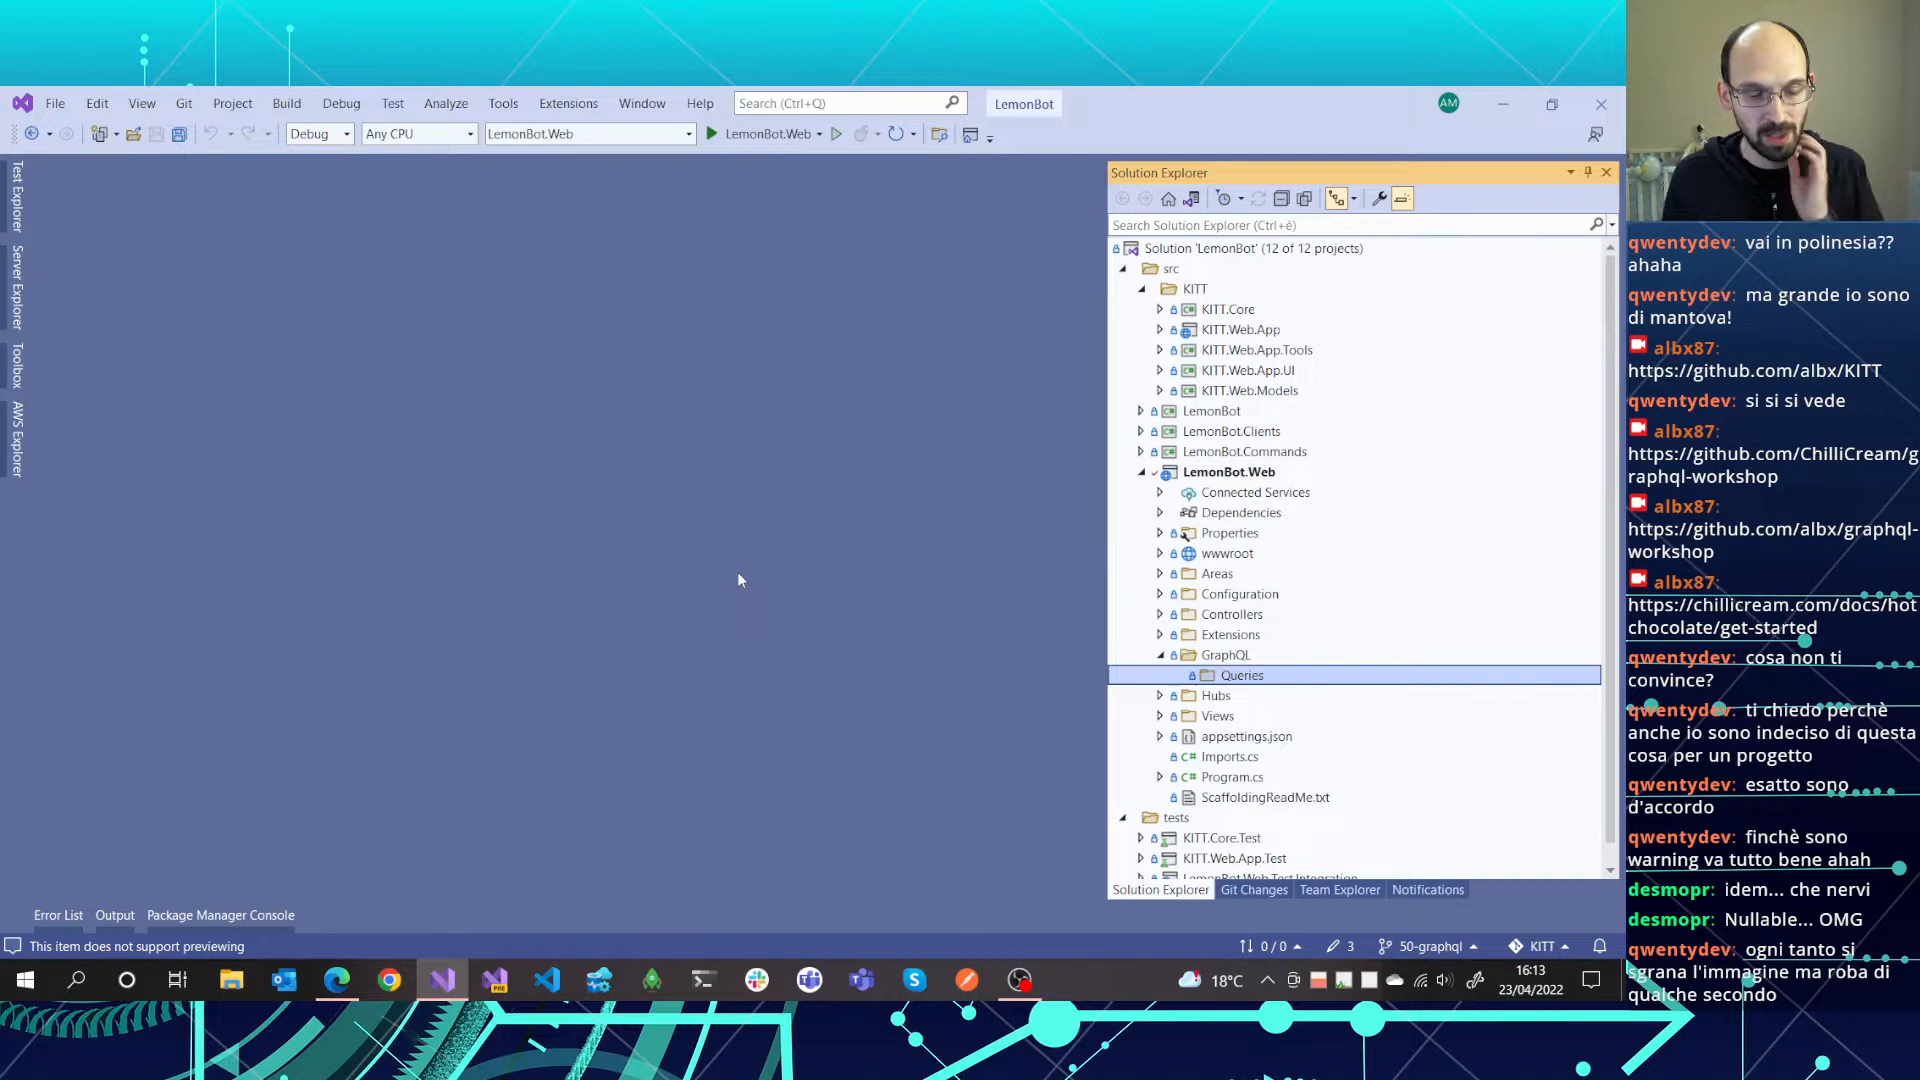 File Edit View Git Project Build Debug Test Analyze Tools Extensions Window Help Search (Ctrl+Q) LemonBot AM
Debug Any CPU LemonBot.Web LemonBot.Web
Test Explorer
Server Explorer
Toolbox
AWS Explorer
Solution Explorer
Search Solution Explorer (Ctrl+è)
Solution 'LemonBot' (12 of 12 projects)
src
KITT
KITT.Core
KITT.Web.App
KITT.Web.App.Tools
KITT.Web.App.UI
KITT.Web.Models
LemonBot
LemonBot.Clients
LemonBot.Commands
LemonBot.Web
Connected Services
Dependencies
Properties
wwwroot
Areas
Configuration
Controllers
Extensions
GraphQL
Queries
Hubs
Views
appsettings.json
Imports.cs
Program.cs
ScaffoldingReadMe.txt
tests
KITT.Core.Test
KITT.Web.App.Test
LemonBot.Web.Test.Integration
Solution Explorer Git Changes Team Explorer Notifications
Error List Output Package Manager Console
This item does not support previewing 0 / 0 3 50-graphql KITT
PRE 18°C 16:13
23/04/2022
qwentydev: vai in polinesia??
ahaha
qwentydev: ma grande io sono
di mantova!
albx87:
https://github.com/albx/KITT
qwentydev: si si si vede
albx87:
https://github.com/ChilliCream/g
raphql-workshop
albx87:
https://github.com/albx/graphql-
workshop
albx87:
https://chillicream.com/docs/hot
chocolate/get-started
qwentydev: cosa non ti
convince?
qwentydev: ti chiedo perchè
anche io sono indeciso di questa
cosa per un progetto
qwentydev: esatto sono
d'accordo
qwentydev: finchè sono
warning va tutto bene ahah
desmopr: idem... che nervi
desmopr: Nullable... OMG
qwentydev: ogni tanto si
sgrana l'immagine ma roba di
qualche secondo